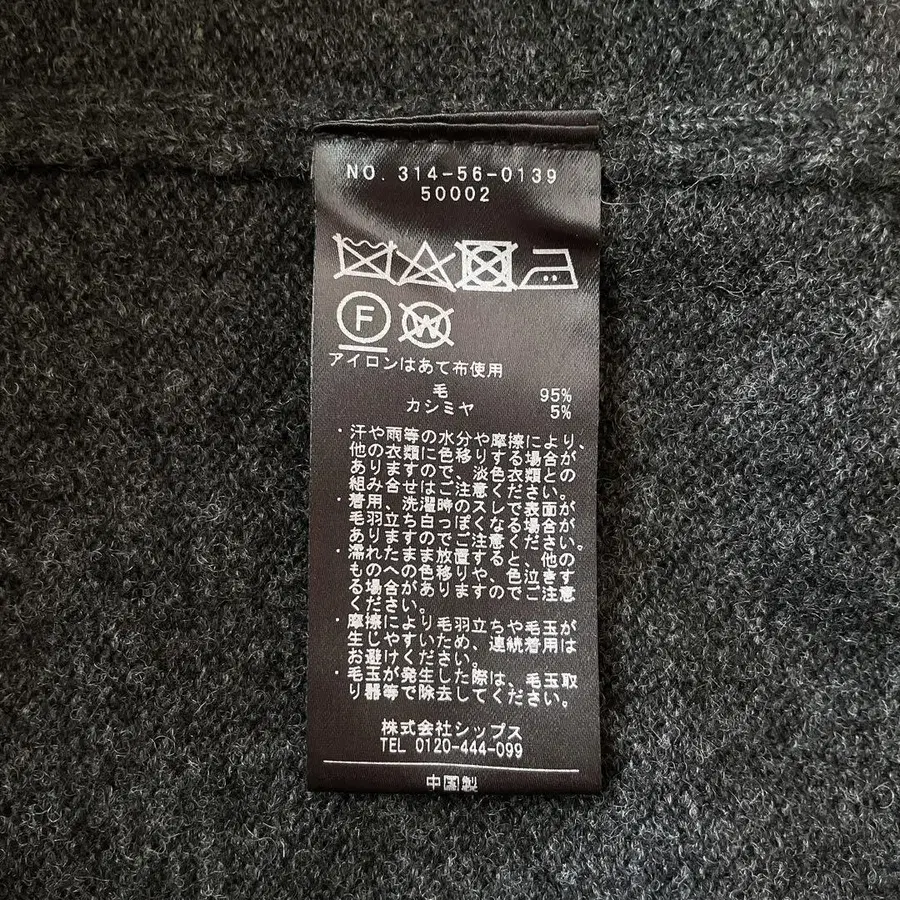 NO. 314-56-0139
50002
F
W
アイロンはあて布使用
毛 95%
カシミヤ 5%
・汗や雨等の水分や摩擦により、
他の衣類に色移りする場合が
ありますので、淡色衣類との
組み合せはご注意ください。
・着用、洗濯時のスレで表面が
毛羽立ち白っぽくなる場合が
ありますのでご注意ください。
・濡れたまま放置すると、他の
ものへの色移りや、色泣きす
る場合がありますのでご注意
ください。
・摩擦により毛羽立ちや毛玉が
生じやすいため、連続着用は
お避けください。
・毛玉が発生した際は、毛玉取
り器等で除去してください。
株式会社シップス
TEL 0120-444-099
中国製